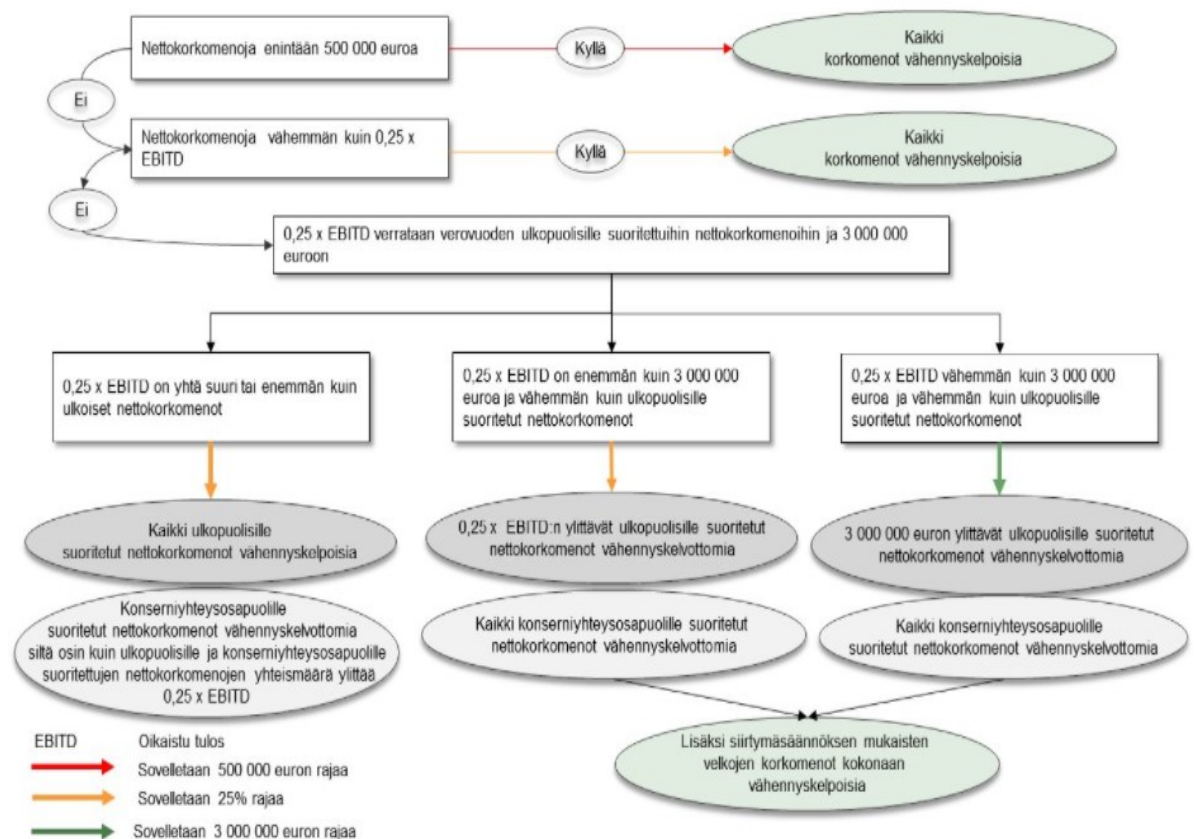 Nettokorkomenoja enintään 500 000 euroa
Kyllä
Kaikki
korkomenot vähennyskelpoisia
Ei
Nettokorkomenoja vähemmän kuin 0,25 x
EBITD
Kyllä
Kaikki
korkomenot vähennyskelpoisia
Ei
0,25 x EBITD verrataan verovuoden ulkopuolisille suoritettuihin nettokorkomenoihin ja 3 000 000
euroon
0,25 x EBITD on yhtä suuri tai enemmän kuin
ulkoiset nettokorkomenot
0,25 x EBITD on enemmän kuin 3 000 000
euroa ja vähemmän kuin ulkopuolisille
suoritetut nettokorkomenot
0,25 x EBITD vähemmän kuin 3 000 000
euroa ja vähemmän kuin ulkopuolisille
suoritetut nettokorkomenot
Kaikki ulkopuolisille
suoritetut nettokorkomenot vähennyskelpoisia
0,25 x EBITD:n ylittävät ulkopuolisille suoritetut
nettokorkomenot vähennyskelvottomia
3 000 000 euron ylittävät ulkopuolisille suoritetut
nettokorkomenot vähennyskelvottomia
Konserniyhteysosapuolille
suoritetut nettokorkomenot vähennyskelvottomia
siltä osin kuin ulkopuolisille ja konserniyhteysosapuolille
suoritettujen nettokorkomenojen yhteismäärä ylittää
0,25 x EBITD
Kaikki konserniyhteysosapuolille suoritetut
nettokorkomenot vähennyskelvottomia
Kaikki konserniyhteysosapuolille
suoritetut nettokorkomenot vähennyskelvottomia
Lisäksi siirtymäsäännöksen mukaisten
velkojen korkomenot kokonaan
vähennyskelpoisia
EBITD Oikaistu tulos
Sovelletaan 500 000 euron rajaa
Sovelletaan 25% rajaa
Sovelletaan 3 000 000 euron rajaa